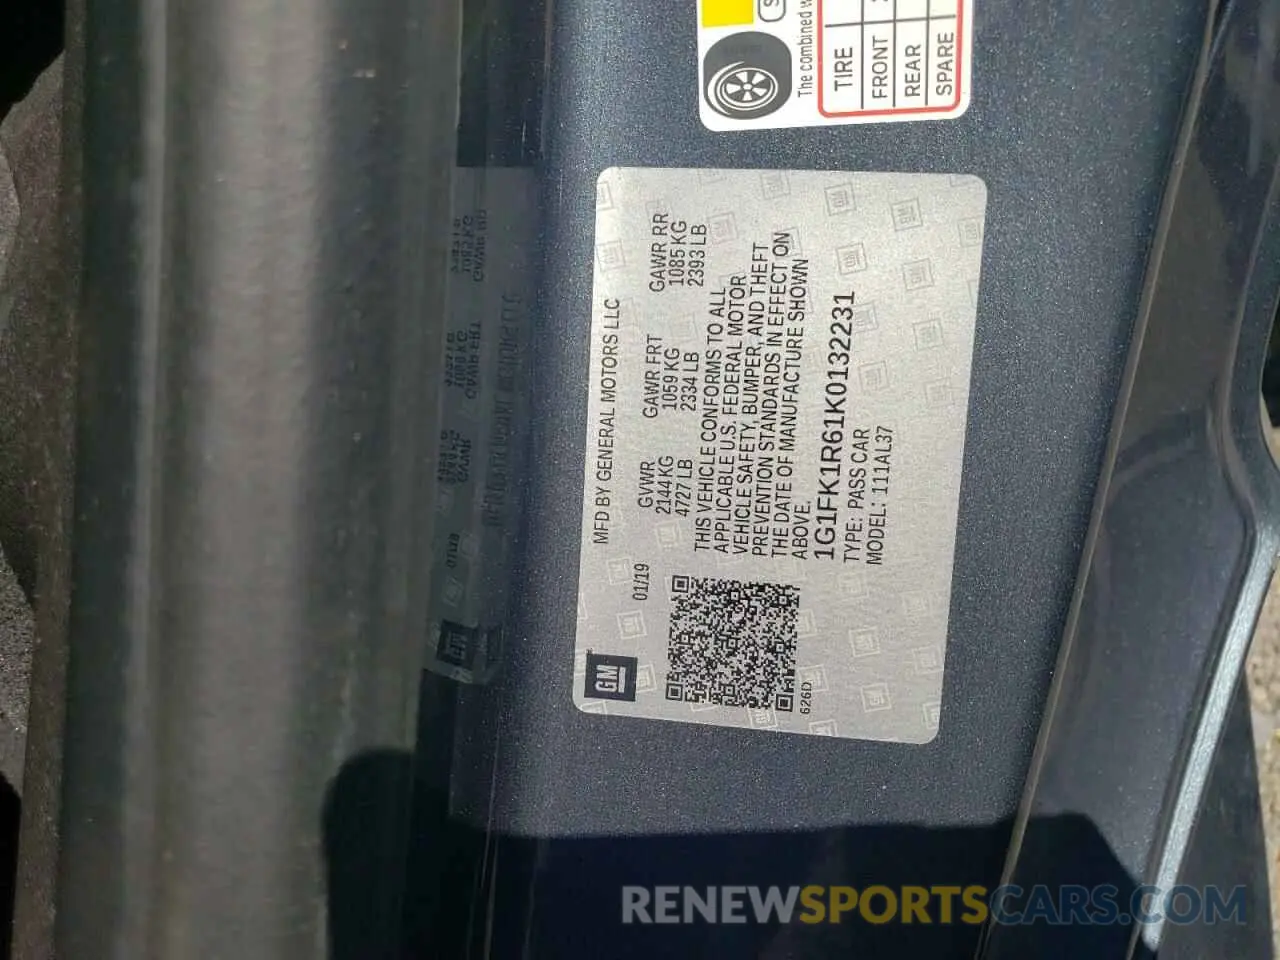 The combined
TIRE
FRONT
REAR
SPARE
GM
MFD BY GENERAL MOTORS LLC
01/19
GVWR
2144 KG
4727 LB
GAWR FRT
1059 KG
2334 LB
GAWR RR
1085 KG
2393 LB
THIS VEHICLE CONFORMS TO ALL
APPLICABLE U.S. FEDERAL MOTOR
VEHICLE SAFETY, BUMPER, AND THEFT
PREVENTION STANDARDS IN EFFECT ON
THE DATE OF MANUFACTURE SHOWN
ABOVE.
1G1FK1R61K0132231
TYPE: PASS CAR
MODEL: 111AL37
626D
RENEWSPORTSCARS.COM